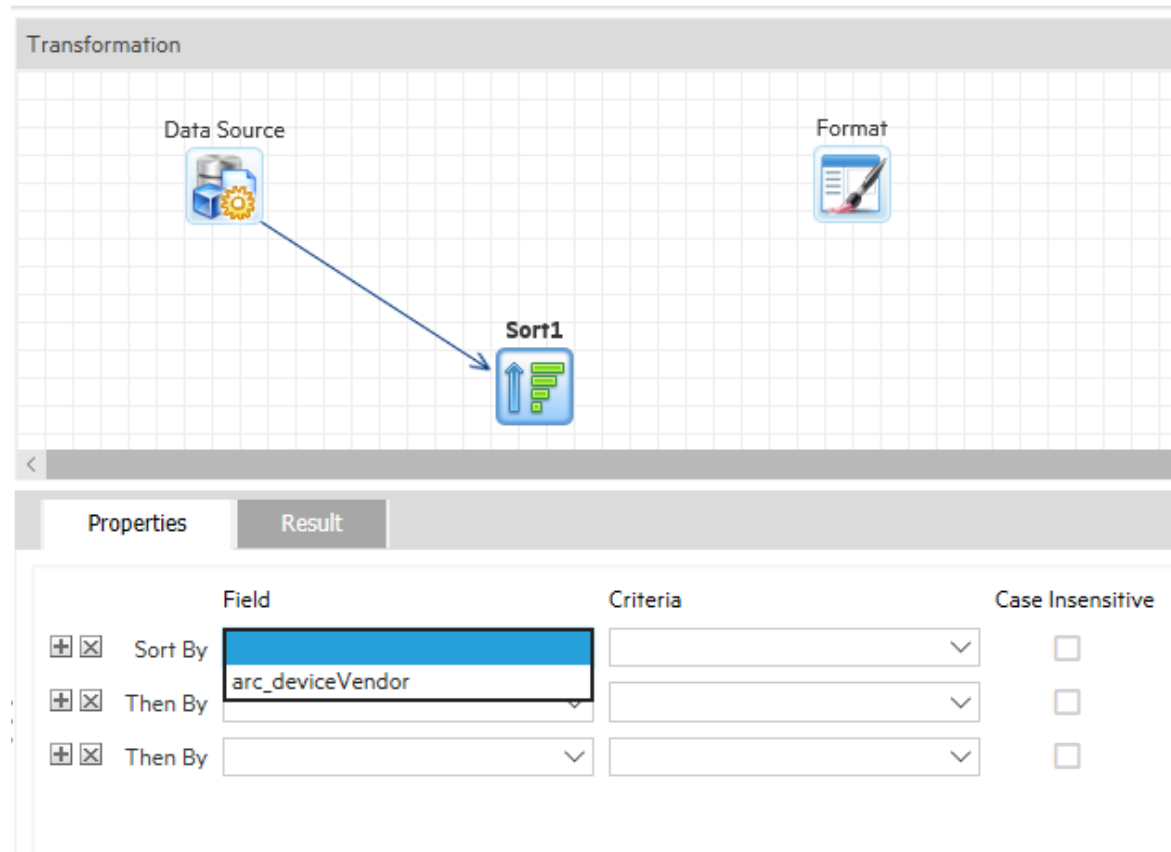 Transformation
Data Source
Format
Sort1
Properties Result
Field Criteria Case Insensitive
Sort By
arc_deviceVendor
Then By
Then By